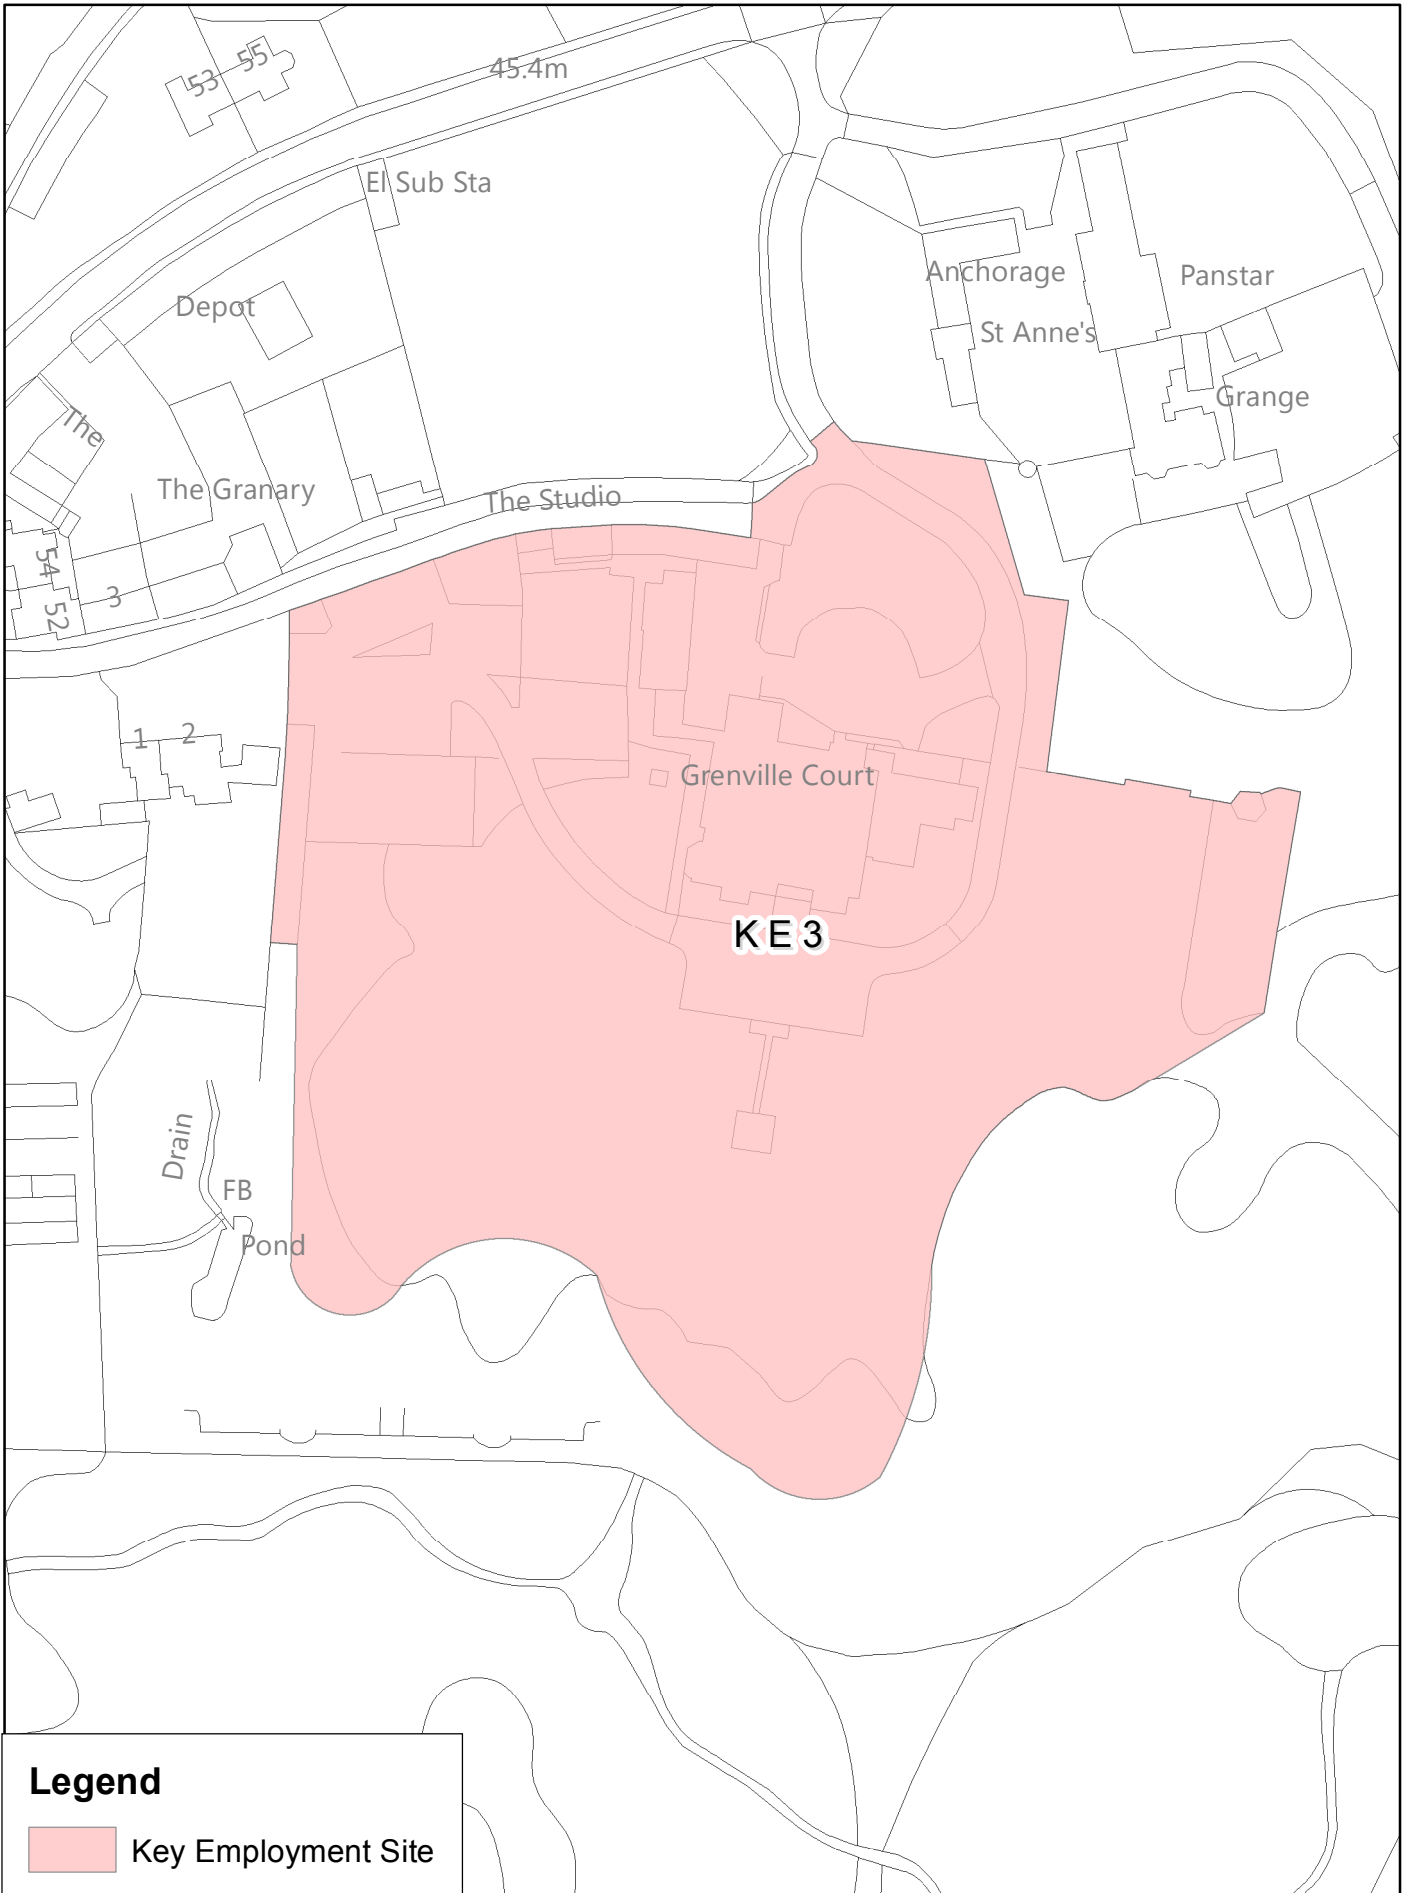 53
55
45.4m
El Sub Sta
Depot
Anchorage
Panstar
St Anne's
Grange
The
The Granary
The Studio
54
3
52
1
2
Grenville Court
KE3
Drain
FB
Pond
Legend
Key Employment Site